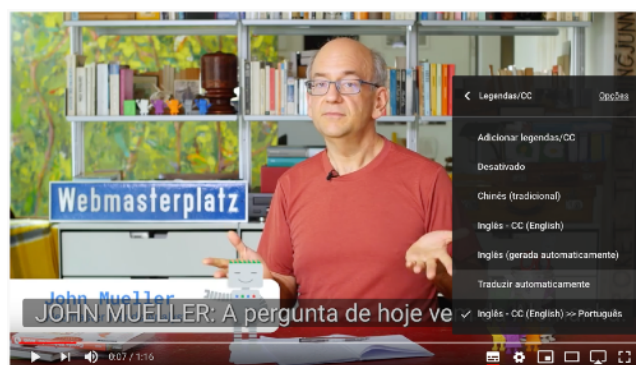 Legendas/CC
Opções
Adicionar legendas/CC
Desativado
Chinês (tradicional)
Inglês - CC (English)
Inglês (gerada automaticamente)
Traduzir automaticamente
Inglês - CC (English) >> Português
Webmasterplatz
John Mueller
JOHN MUELLER: A pergunta de hoje ve
0:07 / 1:16